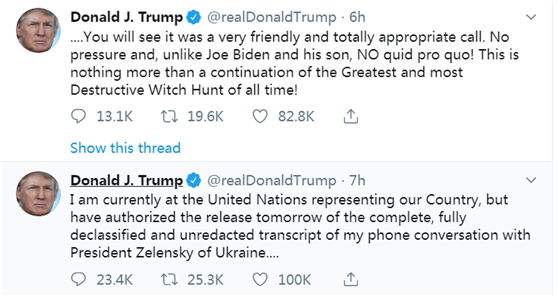 Donald J. Trump @realDonaldTrump · 6h
....You will see it was a very friendly and totally appropriate call. No
pressure and, unlike Joe Biden and his son, NO quid pro quo! This is
nothing more than a continuation of the Greatest and most
Destructive Witch Hunt of all time!
13.1K 19.6K 82.8K
Show this thread
Donald J. Trump @realDonaldTrump · 7h
I am currently at the United Nations representing our Country, but
have authorized the release tomorrow of the complete, fully
declassified and unredacted transcript of my phone conversation with
President Zelensky of Ukraine....
23.4K 25.3K 100K